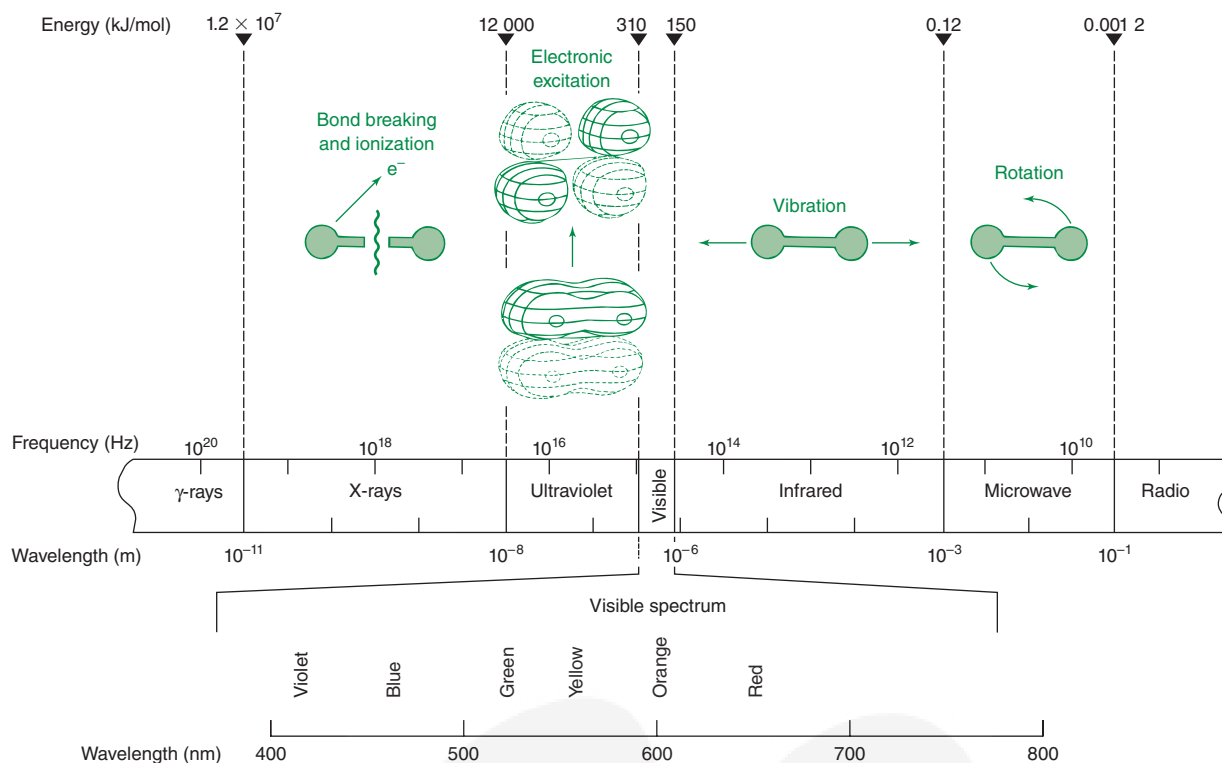 Energy (kJ/mol) 1.2 × 10⁷ 12 000 310 150 0.12 0.001 2
Electronic
excitation
Bond breaking
and ionization
e⁻
Vibration
Rotation
Frequency (Hz) 10²⁰ 10¹⁸ 10¹⁶ 10¹⁴ 10¹² 10¹⁰
γ-rays X-rays Ultraviolet Visible Infrared Microwave Radio
Wavelength (m) 10⁻¹¹ 10⁻⁸ 10⁻⁶ 10⁻³ 10⁻¹
Visible spectrum
Violet Blue Green Yellow Orange Red
400 500 600 700 800
Wavelength (nm)